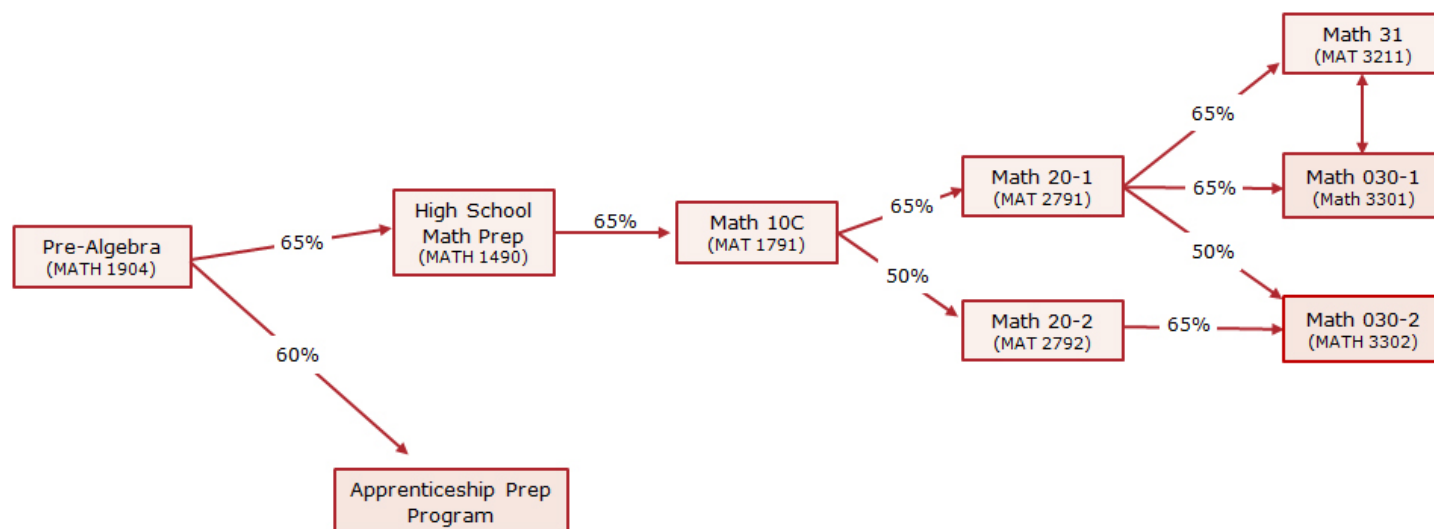 Math 31
(MAT 3211)
65%
Math 20-1
(MAT 2791)
65%
Math 030-1
(Math 3301)
High School
Math Prep
(MATH 1490)
65%
Math 10C
(MAT 1791)
65%
Pre-Algebra
(MATH 1904)
65%
50%
50%
Math 20-2
(MAT 2792)
65%
Math 030-2
(MATH 3302)
60%
Apprenticeship Prep
Program